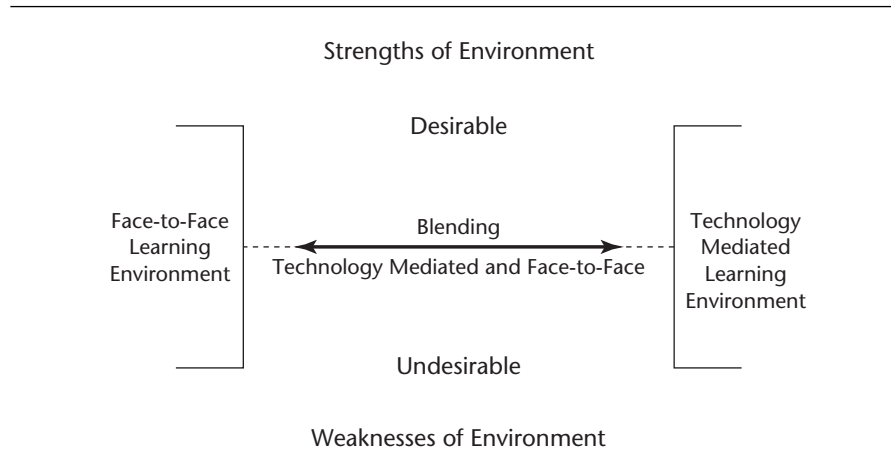 Strengths of Environment
Desirable
Face-to-Face
Learning
Environment
Blending
Technology Mediated and Face-to-Face
Technology
Mediated
Learning
Environment
Undesirable
Weaknesses of Environment